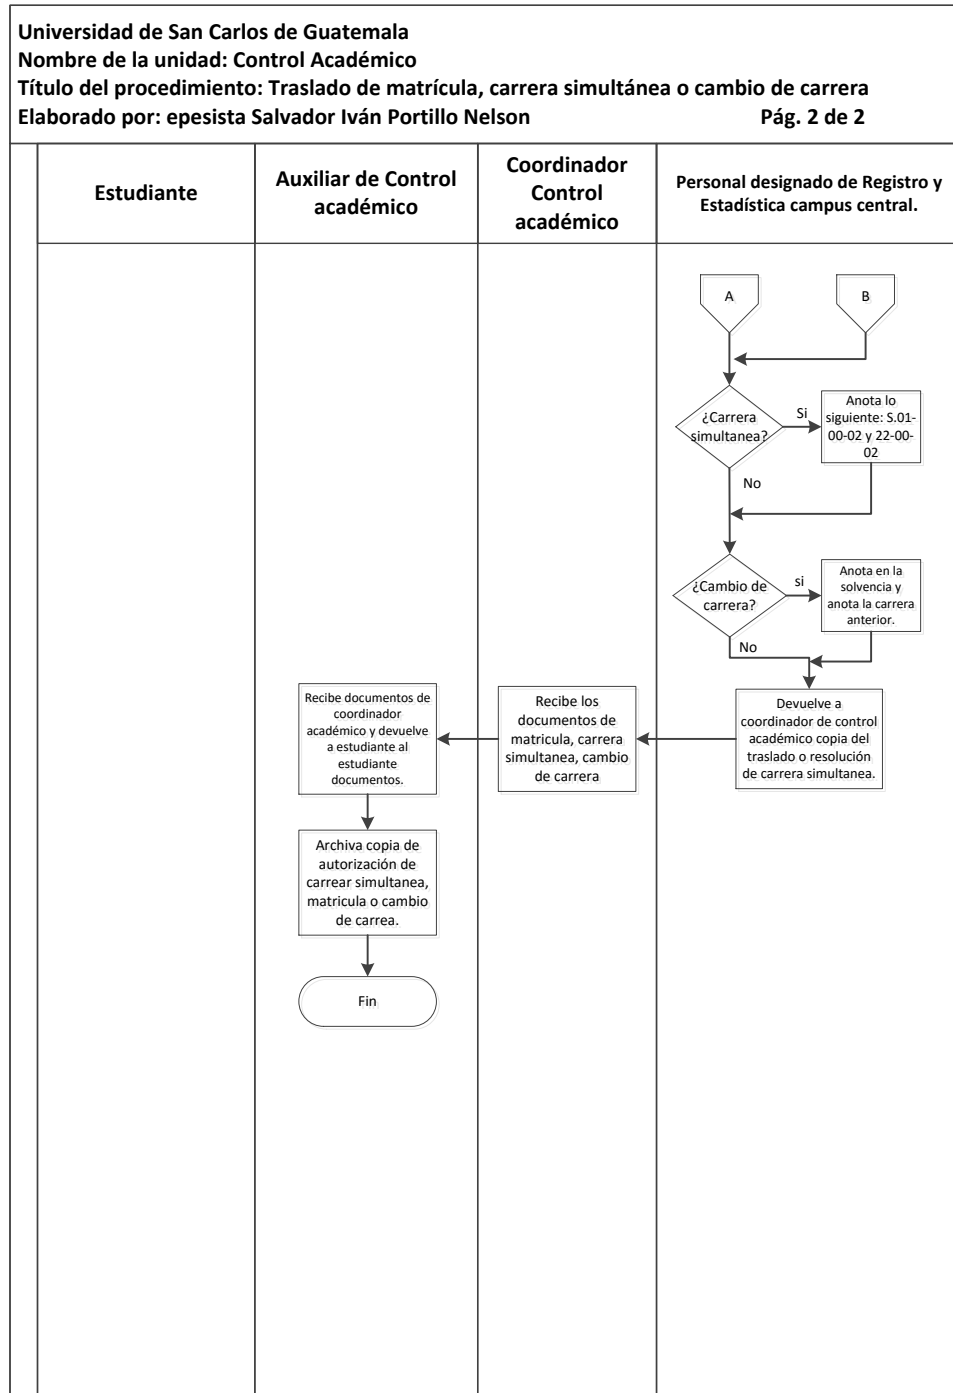 Universidad de San Carlos de Guatemala
Nombre de la unidad: Control Académico
Título del procedimiento: Traslado de matrícula, carrera simultánea o cambio de carrera
Elaborado por: epesista Salvador Iván Portillo Nelson Pág. 2 de 2
Estudiante
Auxiliar de Control
académico
Coordinador
Control
académico
Personal designado de Registro y
Estadística campus central.
A
B
¿Carrera
simultanea?
Si
Anota lo
siguiente: S.01-
00-02 y 22-00-
02
No
¿Cambio de
carrera?
si
Anota en la
solvencia y
anota la carrera
anterior.
No
Devuelve a
coordinador de control
académico copia del
traslado o resolución
de carrera simultanea.
Recibe los
documentos de
matricula, carrera
simultanea, cambio
de carrera
Recibe documentos de
coordinador
académico y devuelve
a estudiante al
estudiante
documentos.
Archiva copia de
autorización de
carrear simultanea,
matricula o cambio
de carrea.
Fin